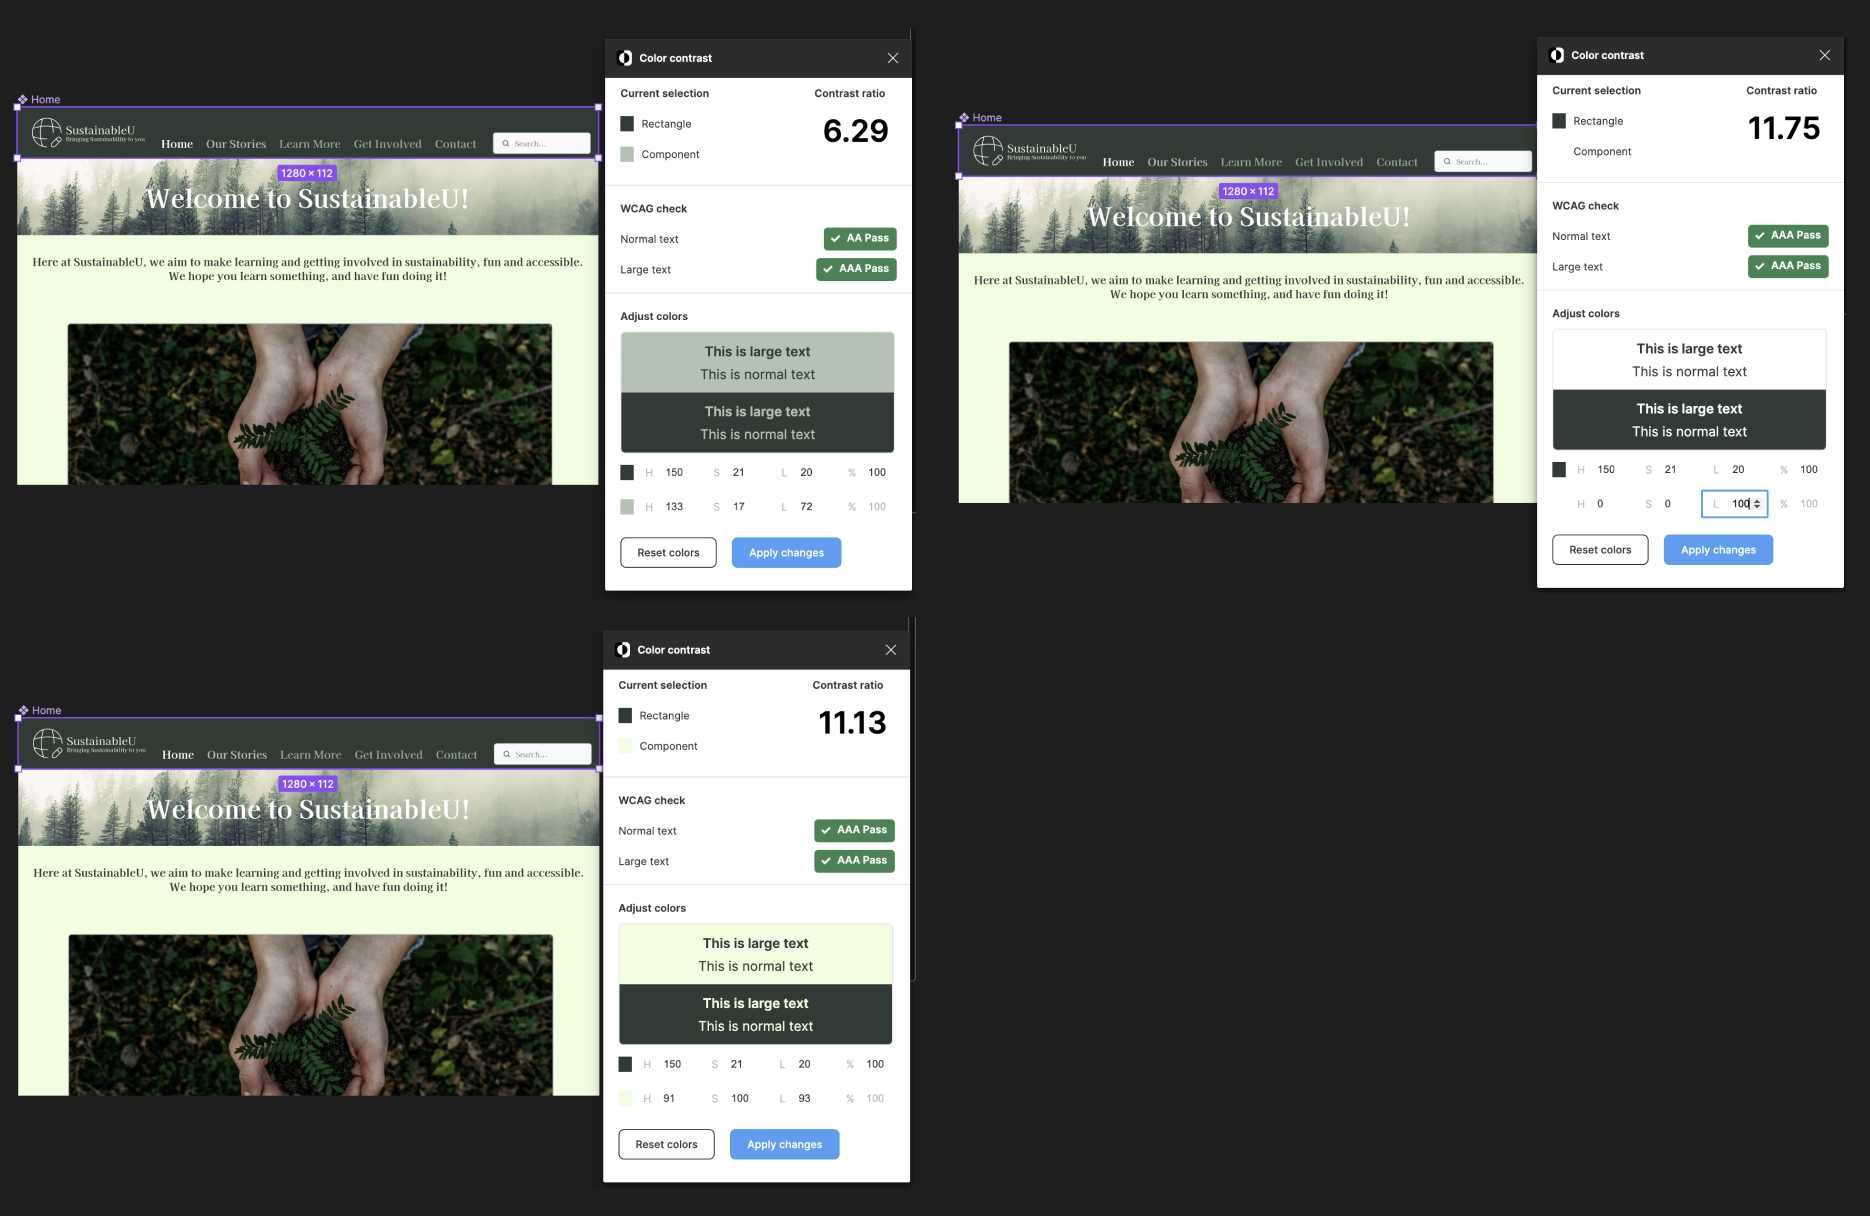 Home
SustainableU
Bringing Sustainability to you
Home Our Stories Learn More Get Involved Contact Search...
1280 × 112
Welcome to SustainableU!
Here at SustainableU, we aim to make learning and getting involved in sustainability, fun and accessible.
We hope you learn something, and have fun doing it!
Color contrast
Current selection Contrast ratio
Rectangle 6.29
Component
WCAG check
Normal text AA Pass
Large text AAA Pass
Adjust colors
This is large text
This is normal text
This is large text
This is normal text
H 150 S 21 L 20 % 100
H 133 S 17 L 72 % 100
Reset colors Apply changes
Home
SustainableU
Bringing Sustainability to you
Home Our Stories Learn More Get Involved Contact Search...
1280 × 112
Welcome to SustainableU!
Here at SustainableU, we aim to make learning and getting involved in sustainability, fun and accessible.
We hope you learn something, and have fun doing it!
Color contrast
Current selection Contrast ratio
Rectangle 11.75
Component
WCAG check
Normal text AAA Pass
Large text AAA Pass
Adjust colors
This is large text
This is normal text
This is large text
This is normal text
H 150 S 21 L 20 % 100
H 0 S 0 L 100 % 100
Reset colors Apply changes
Home
SustainableU
Bringing Sustainability to you
Home Our Stories Learn More Get Involved Contact Search...
1280 × 112
Welcome to SustainableU!
Here at SustainableU, we aim to make learning and getting involved in sustainability, fun and accessible.
We hope you learn something, and have fun doing it!
Color contrast
Current selection Contrast ratio
Rectangle 11.13
Component
WCAG check
Normal text AAA Pass
Large text AAA Pass
Adjust colors
This is large text
This is normal text
This is large text
This is normal text
H 150 S 21 L 20 % 100
H 91 S 100 L 93 % 100
Reset colors Apply changes